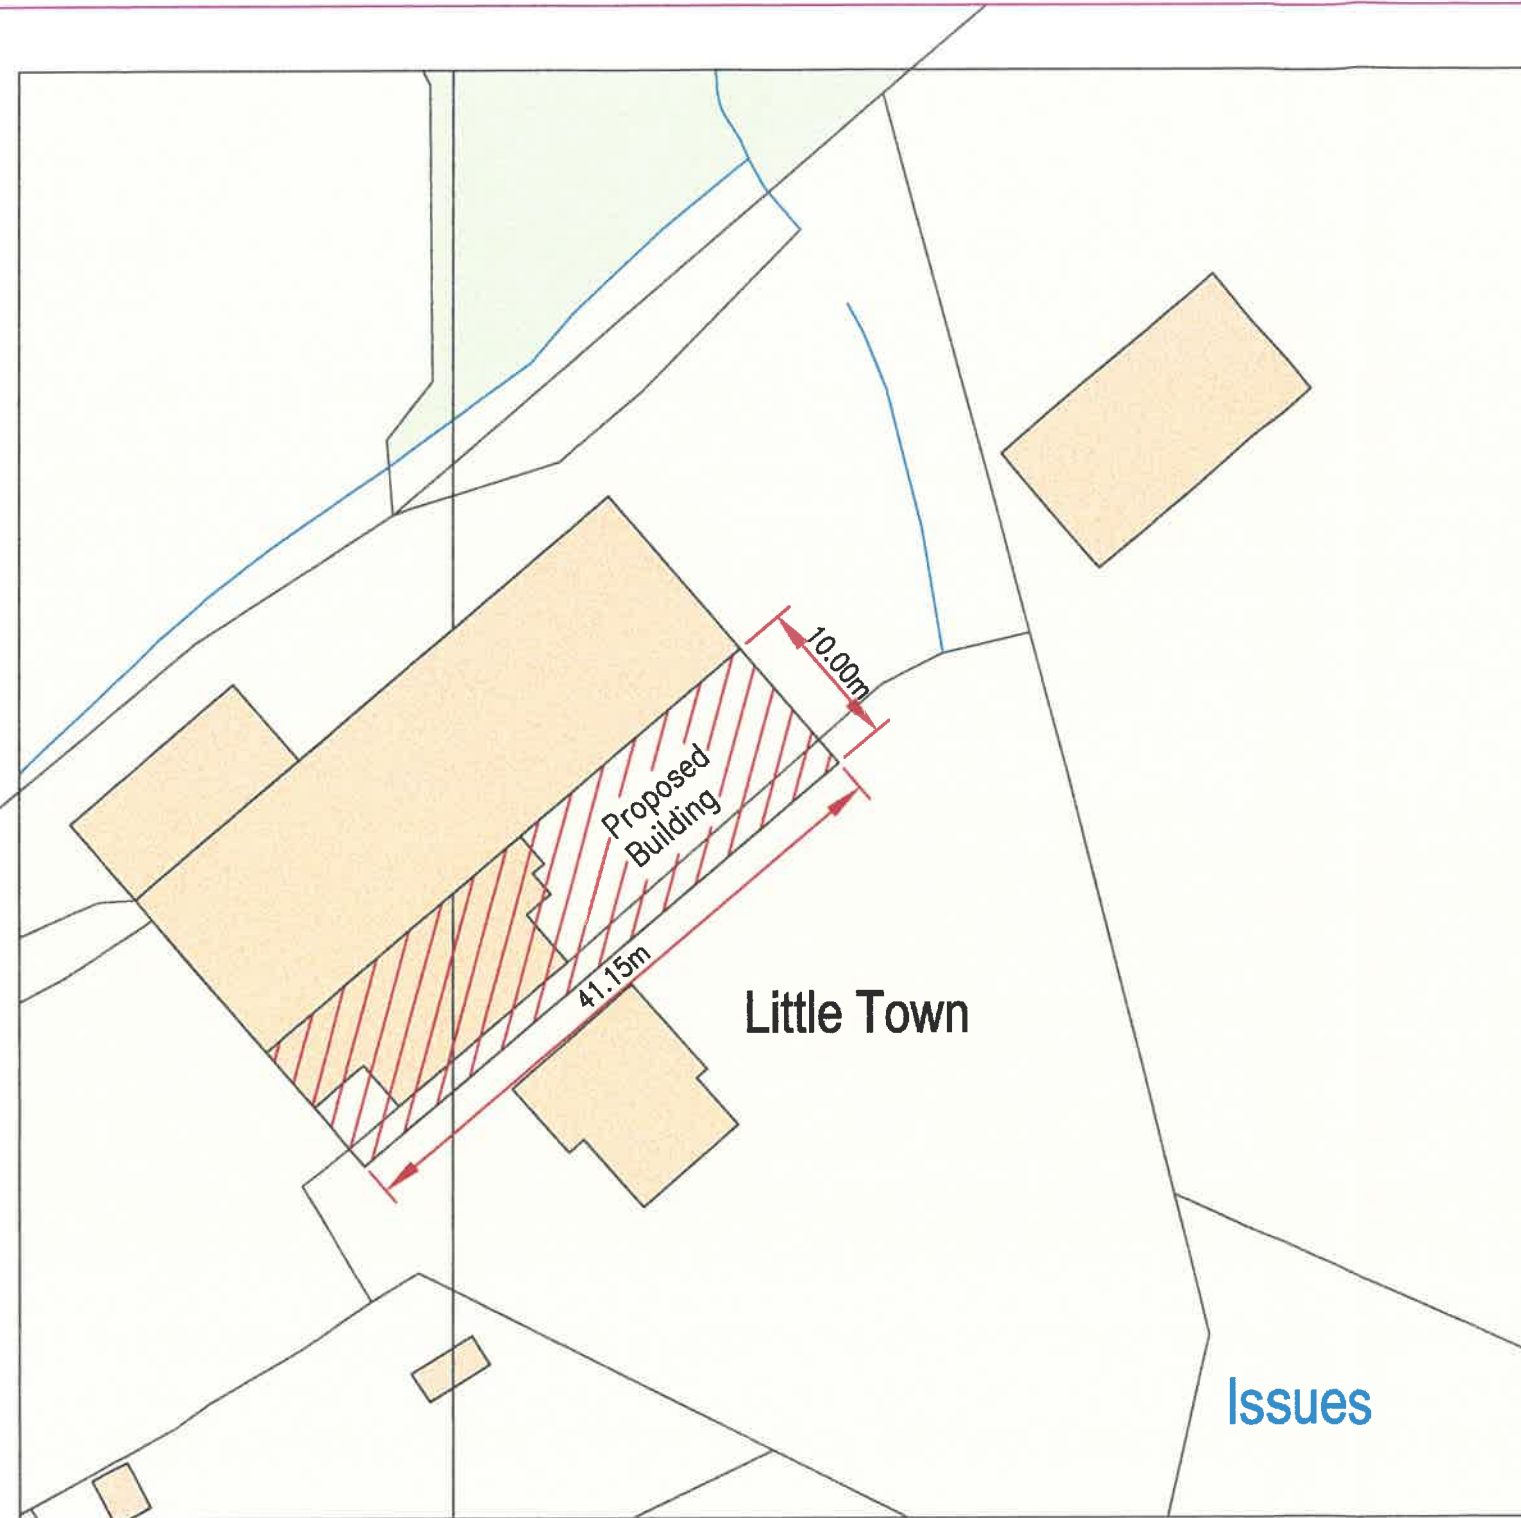 10.00m
Proposed
Building
41.15m
Little Town
Issues